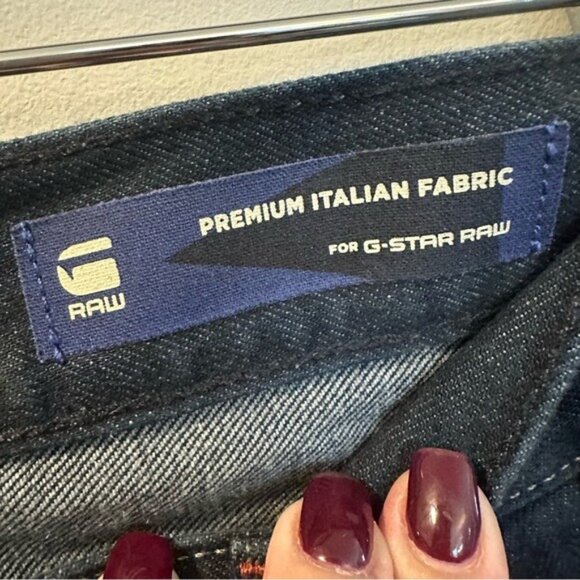 RAW
PREMIUM ITALIAN FABRIC
FOR G-STAR RAW